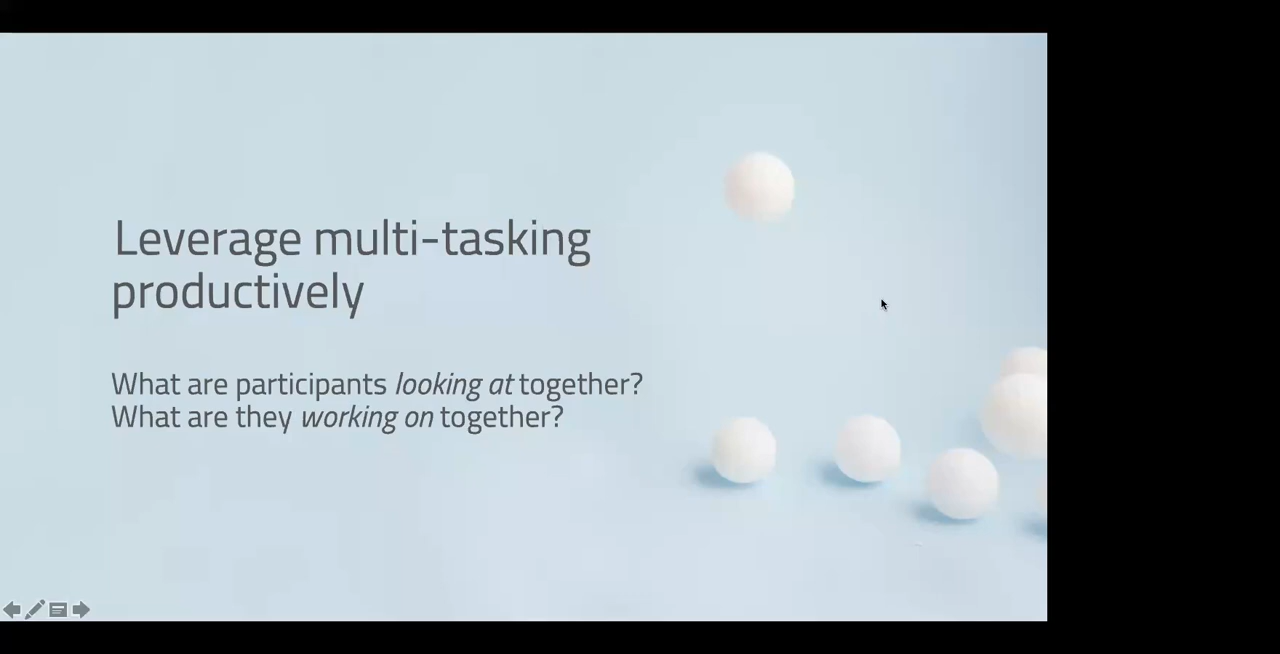 Leverage multi-tasking
productively
What are participants looking at together?
What are they working on together?